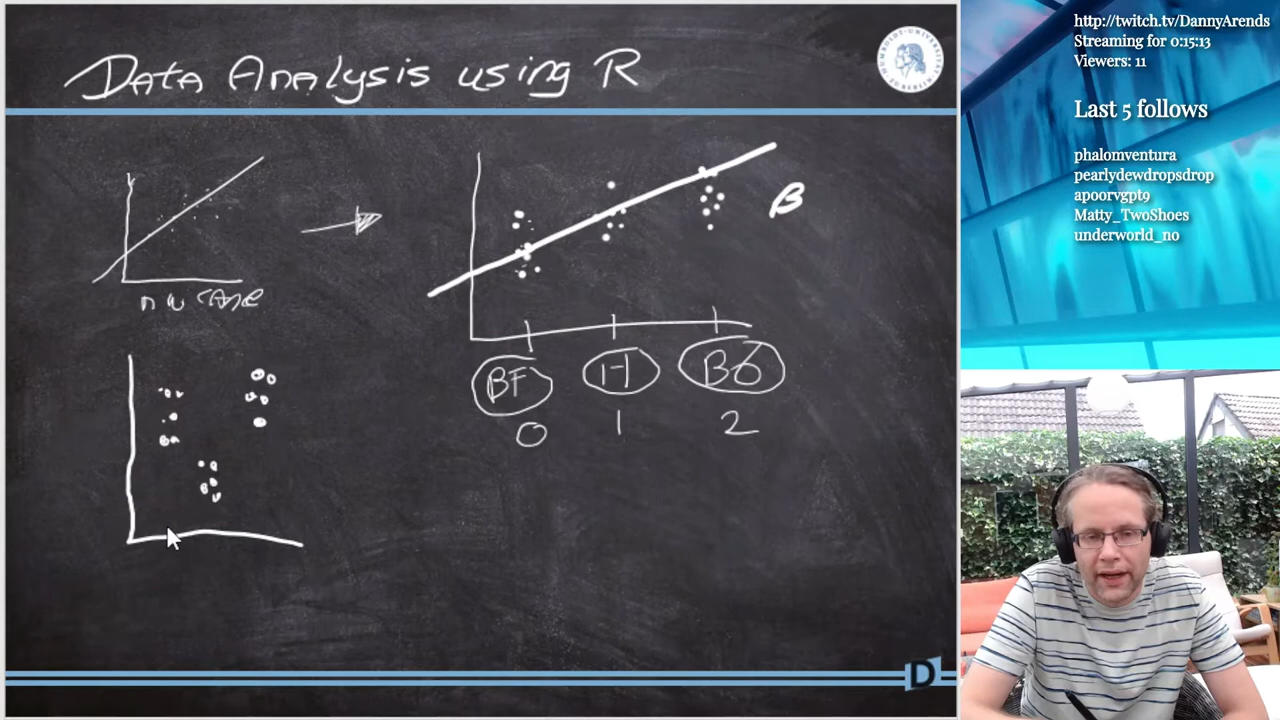 DATA ANALYSIS using R
B
BF H B6
0 1 2
D
http://twitch.tv/DannyArends
Streaming for 0:15:13
Viewers: 11
Last 5 follows
phalomventura
pearlydewdropsdrop
apoorvgpt9
Matty_TwoShoes
underworld_no